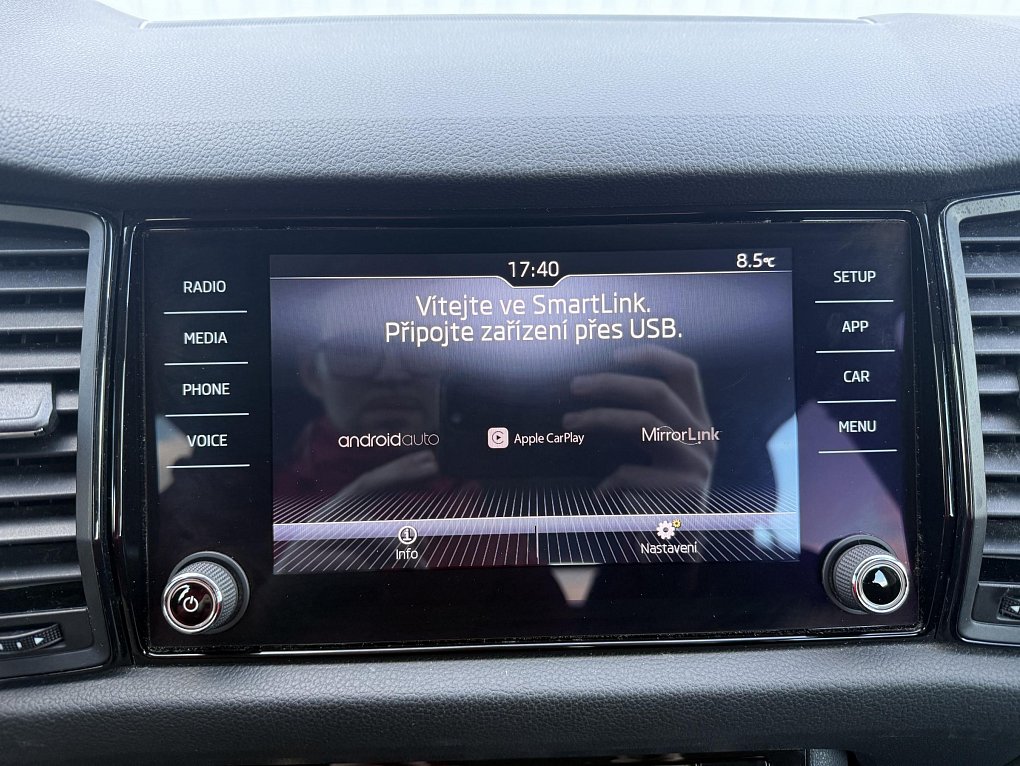 17:40
8.5°C
Vítejte ve SmartLink.
Připojte zařízení přes USB.
androidauto
Apple CarPlay
MirrorLink
Info
Nastavení
RADIO
MEDIA
PHONE
VOICE
SETUP
APP
CAR
MENU